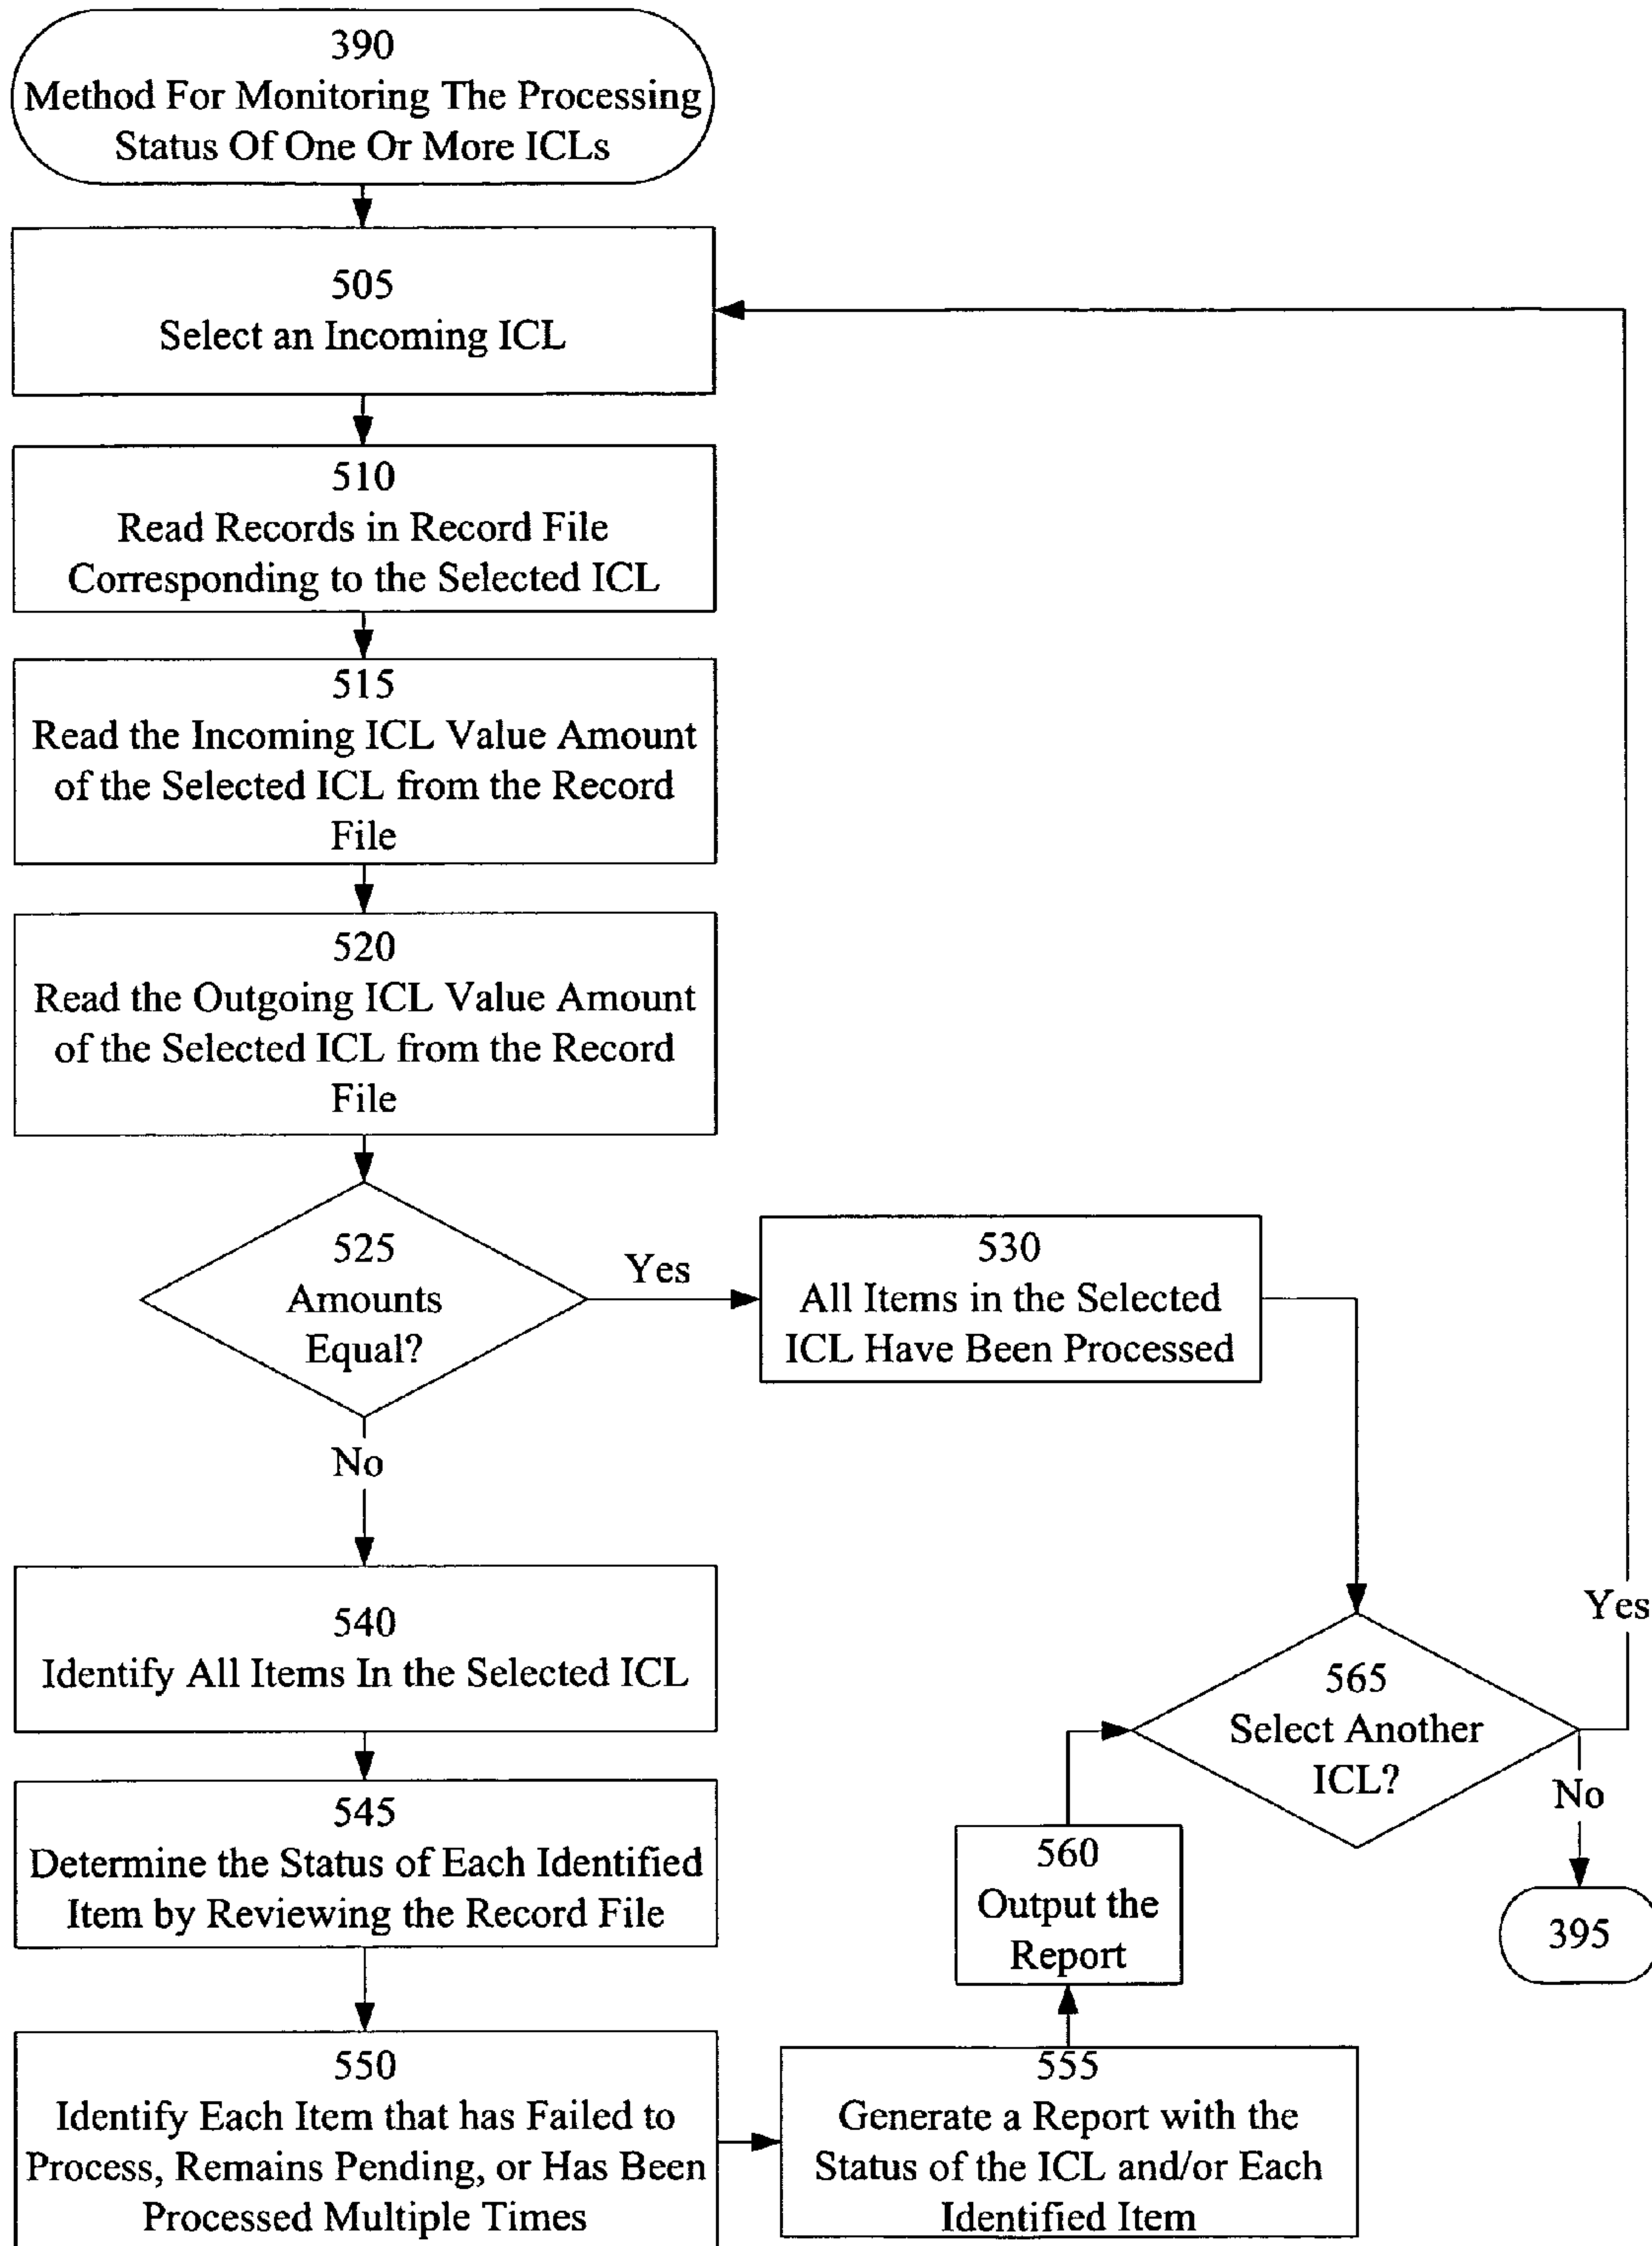 390
Method For Monitoring The Processing
Status Of One Or More ICLs
505
Select an Incoming ICL
510
Read Records in Record File
Corresponding to the Selected ICL
515
Read the Incoming ICL Value Amount
of the Selected ICL from the Record
File
520
Read the Outgoing ICL Value Amount
of the Selected ICL from the Record
File
525
Amounts
Equal?
Yes
530
All Items in the Selected
ICL Have Been Processed
No
540
Identify All Items In the Selected ICL
545
Determine the Status of Each Identified
Item by Reviewing the Record File
550
Identify Each Item that has Failed to
Process, Remains Pending, or Has Been
Processed Multiple Times
555
Generate a Report with the
Status of the ICL and/or Each
Identified Item
560
Output the
Report
565
Select Another
ICL?
Yes
No
395